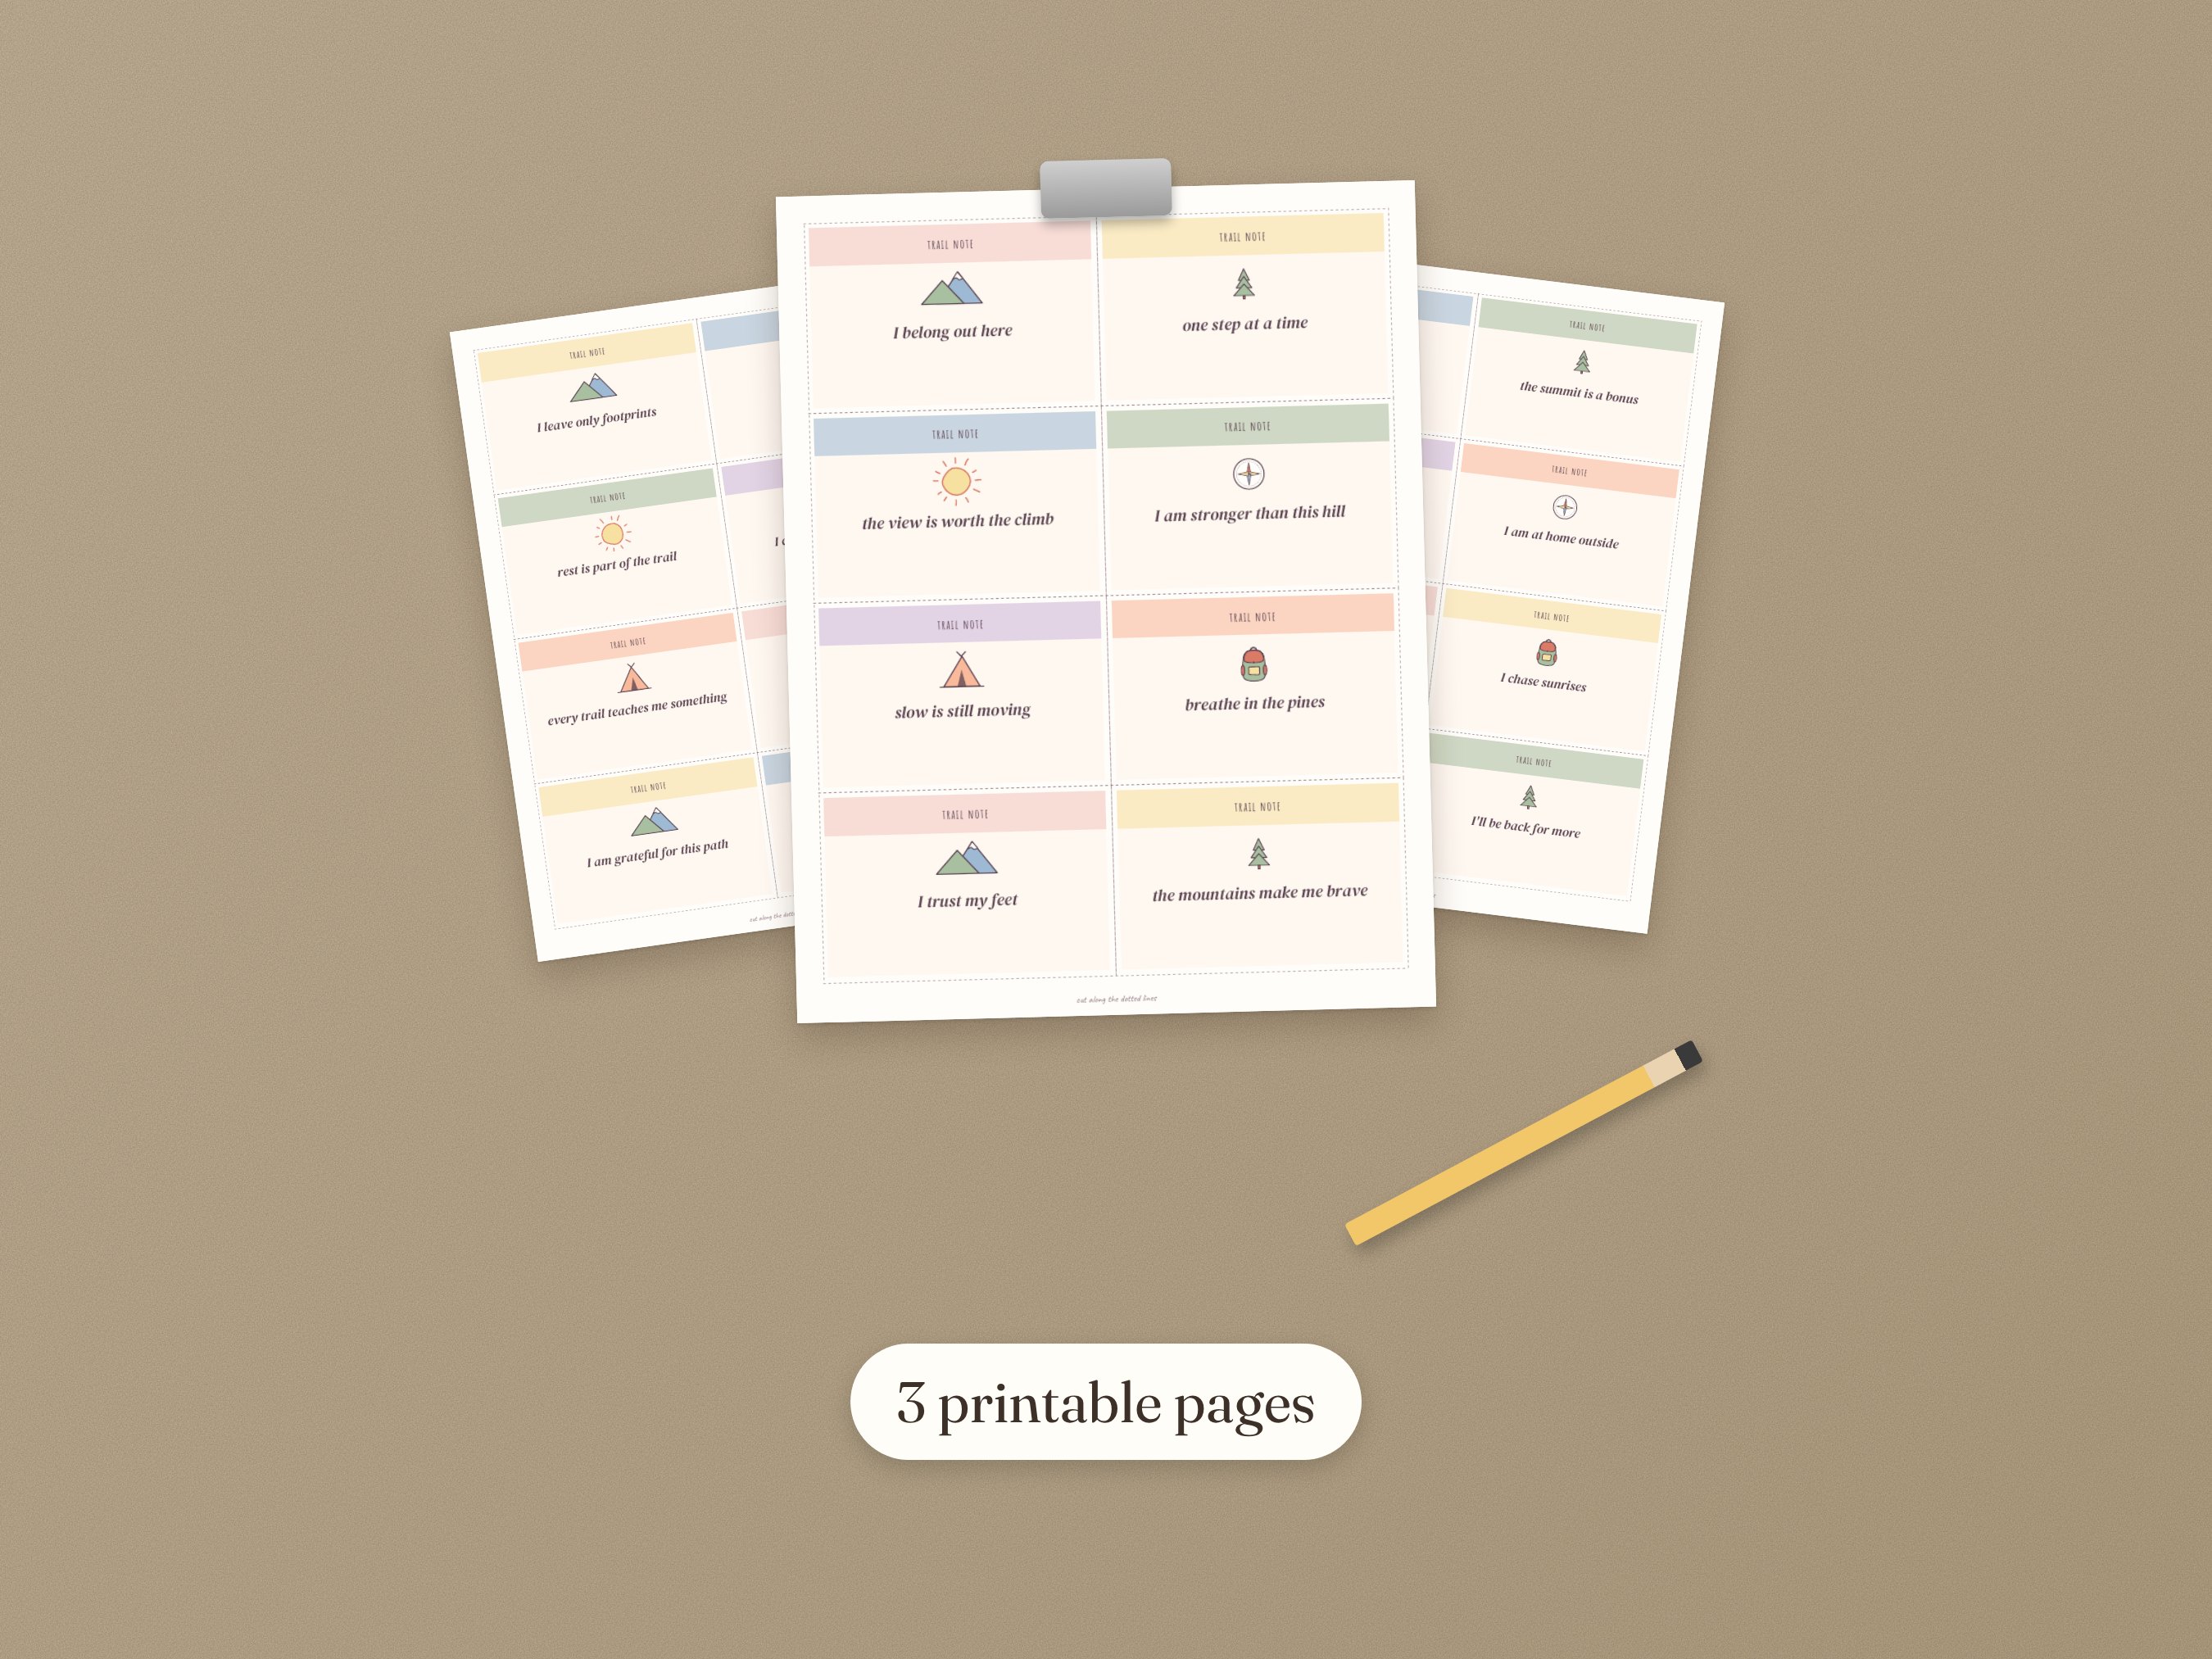 TRAIL NOTE
I leave only footprints
TRAIL NOTE
rest is part of the trail
TRAIL NOTE
every trail teaches me something
TRAIL NOTE
I am grateful for this path
I
cut along the
TRAIL NOTE
I belong out here
TRAIL NOTE
one step at a time
TRAIL NOTE
the view is worth the climb
TRAIL NOTE
I am stronger than this hill
TRAIL NOTE
slow is still moving
TRAIL NOTE
breathe in the pines
TRAIL NOTE
I trust my feet
TRAIL NOTE
the mountains make me brave
cut along the dotted lines
TRAIL NOTE
the summit is a bonus
TRAIL NOTE
I am at home outside
TRAIL NOTE
I chase sunrises
TRAIL NOTE
I'll be back for more
3 printable pages